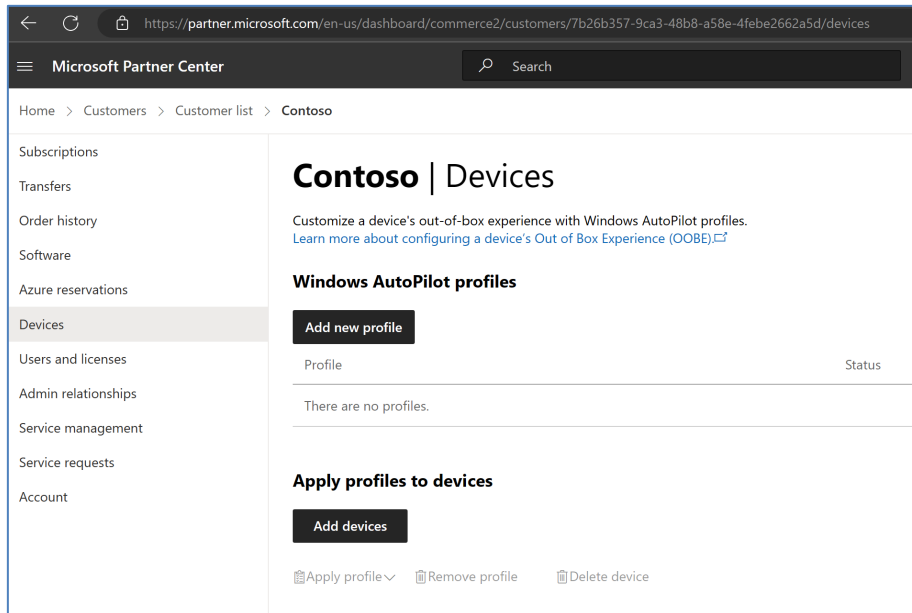 https://partner.microsoft.com/en-us/dashboard/commerce2/customers/7b26b357-9ca3-48b8-a58e-4febe2662a5d/devices
Microsoft Partner Center
Search
Home > Customers > Customer list > Contoso
Subscriptions
Transfers
Order history
Software
Azure reservations
Devices
Users and licenses
Admin relationships
Service management
Service requests
Account
Contoso | Devices
Customize a device's out-of-box experience with Windows AutoPilot profiles.
Learn more about configuring a device's Out of Box Experience (OOBE).
Windows AutoPilot profiles
Add new profile
Profile Status
There are no profiles.
Apply profiles to devices
Add devices
Apply profile Remove profile Delete device